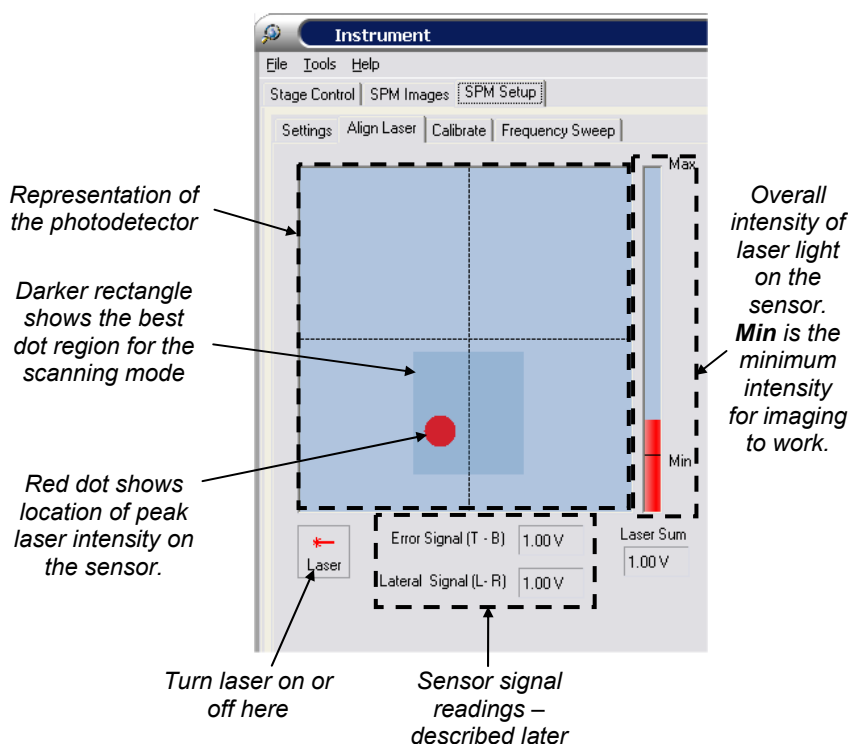 Instrument
File Tools Help
Stage Control SPM Images SPM Setup
Settings Align Laser Calibrate Frequency Sweep
Representation of
the photodetector
Darker rectangle
shows the best
dot region for the
scanning mode
Red dot shows
location of peak
laser intensity on
the sensor.
Max
Min
Overall
intensity of
laser light
on the
sensor.
Min is the
minimum
intensity
for imaging
to work.
Laser
Error Signal (T - B) 1.00 V
Lateral Signal (L- R) 1.00 V
Laser Sum
1.00 V
Turn laser on or
off here
Sensor signal
readings –
described later